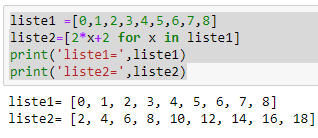 liste1 =[0,1,2,3,4,5,6,7,8]
liste2=[2*x+2 for x in liste1]
print('liste1=',liste1)
print('liste2=',liste2)
liste1= [0, 1, 2, 3, 4, 5, 6, 7, 8]
liste2= [2, 4, 6, 8, 10, 12, 14, 16, 18]